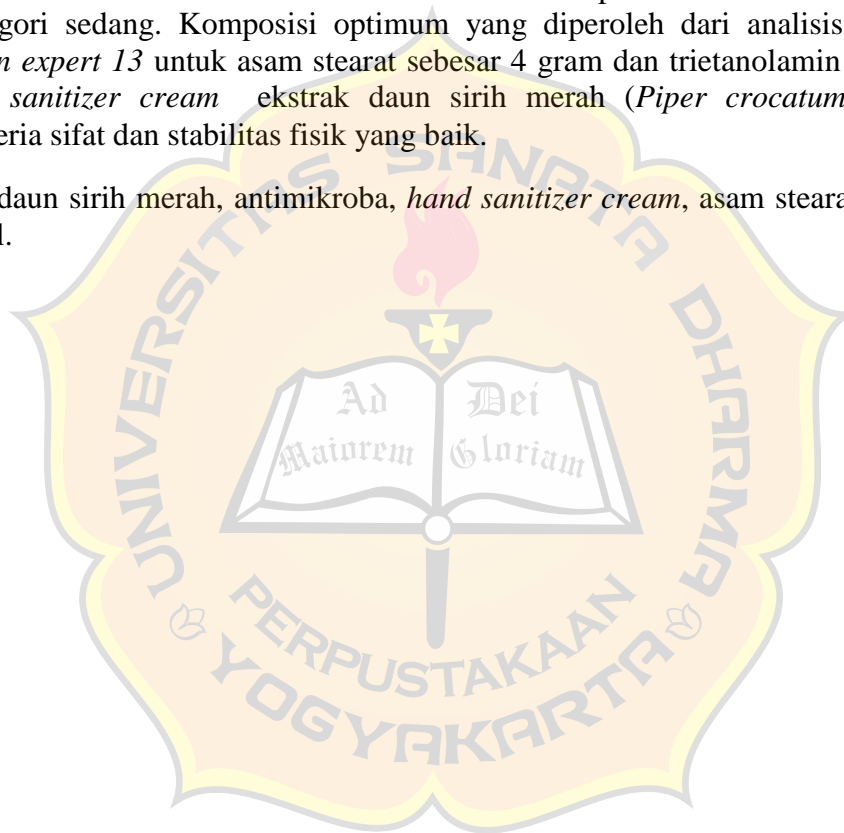 gori sedang. Komposisi optimum yang diperoleh dari analisis
n expert 13 untuk asam stearat sebesar 4 gram dan trietanolamin
sanitizer cream ekstrak daun sirih merah (Piper crocatum
eria sifat dan stabilitas fisik yang baik.
daun sirih merah, antimikroba, hand sanitizer cream, asam steara
l.
UNIVERSITAS SANATA DHARMA
Ad Dei
Maiorem Gloriam
PERPUSTAKAAN
YOGYAKARTA